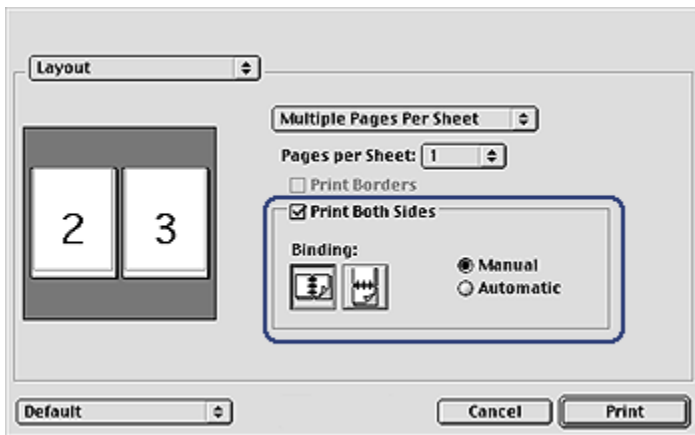 Layout
Multiple Pages Per Sheet
Pages per Sheet: 1
Print Borders
Print Both Sides
2 3
Binding:
Manual
Automatic
Default Cancel Print